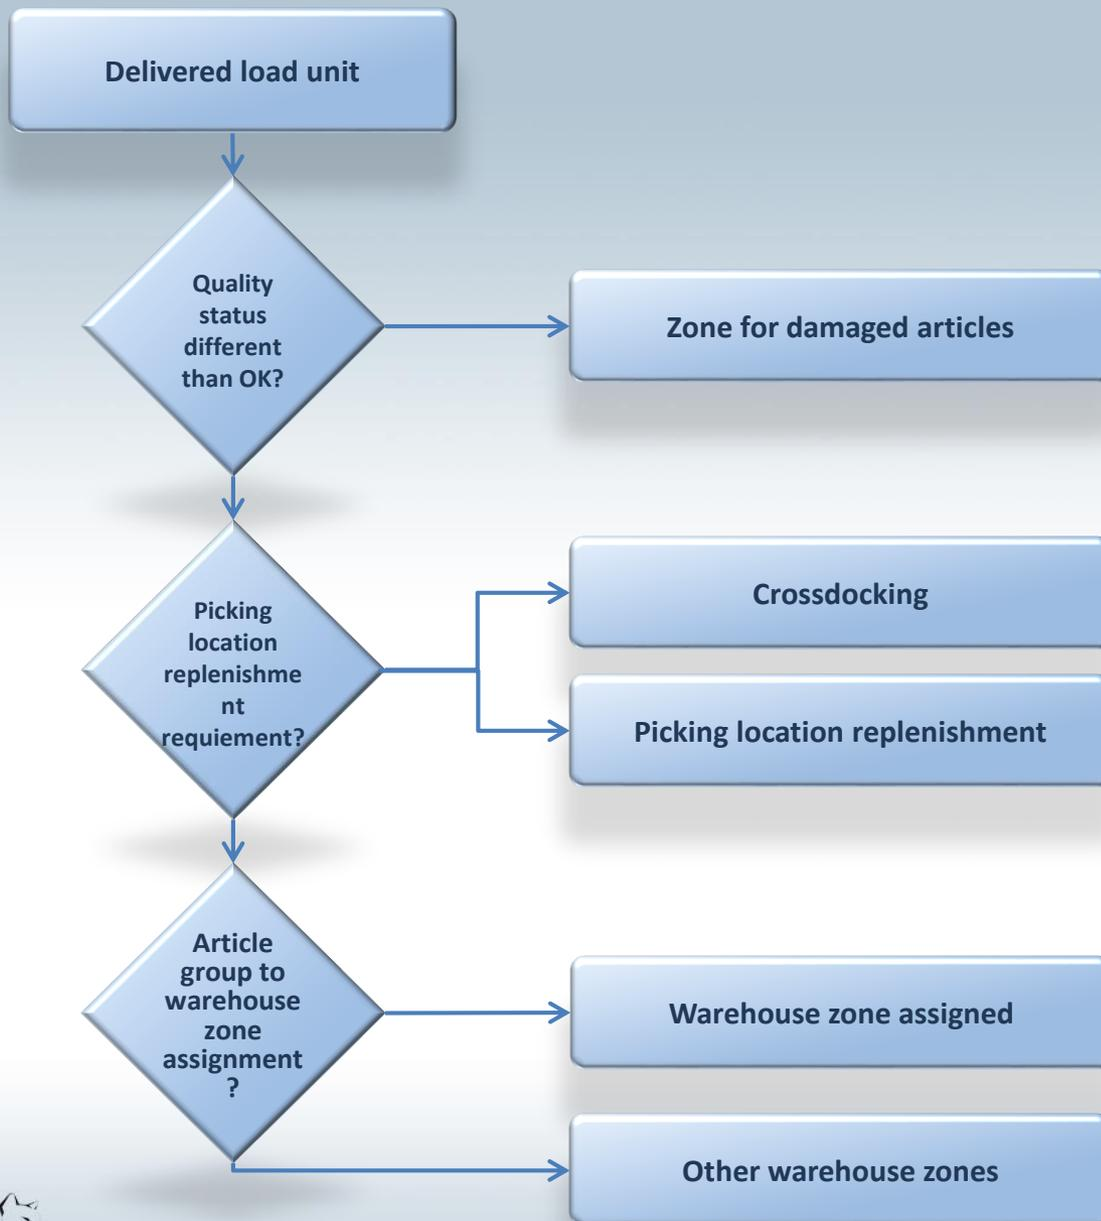 Delivered load unit
Quality
status
different
than OK?
Zone for damaged articles
Picking
location
replenishme
nt
requiement?
Crossdocking
Picking location replenishment
Article
group to
warehouse
zone
assignment
?
Warehouse zone assigned
Other warehouse zones